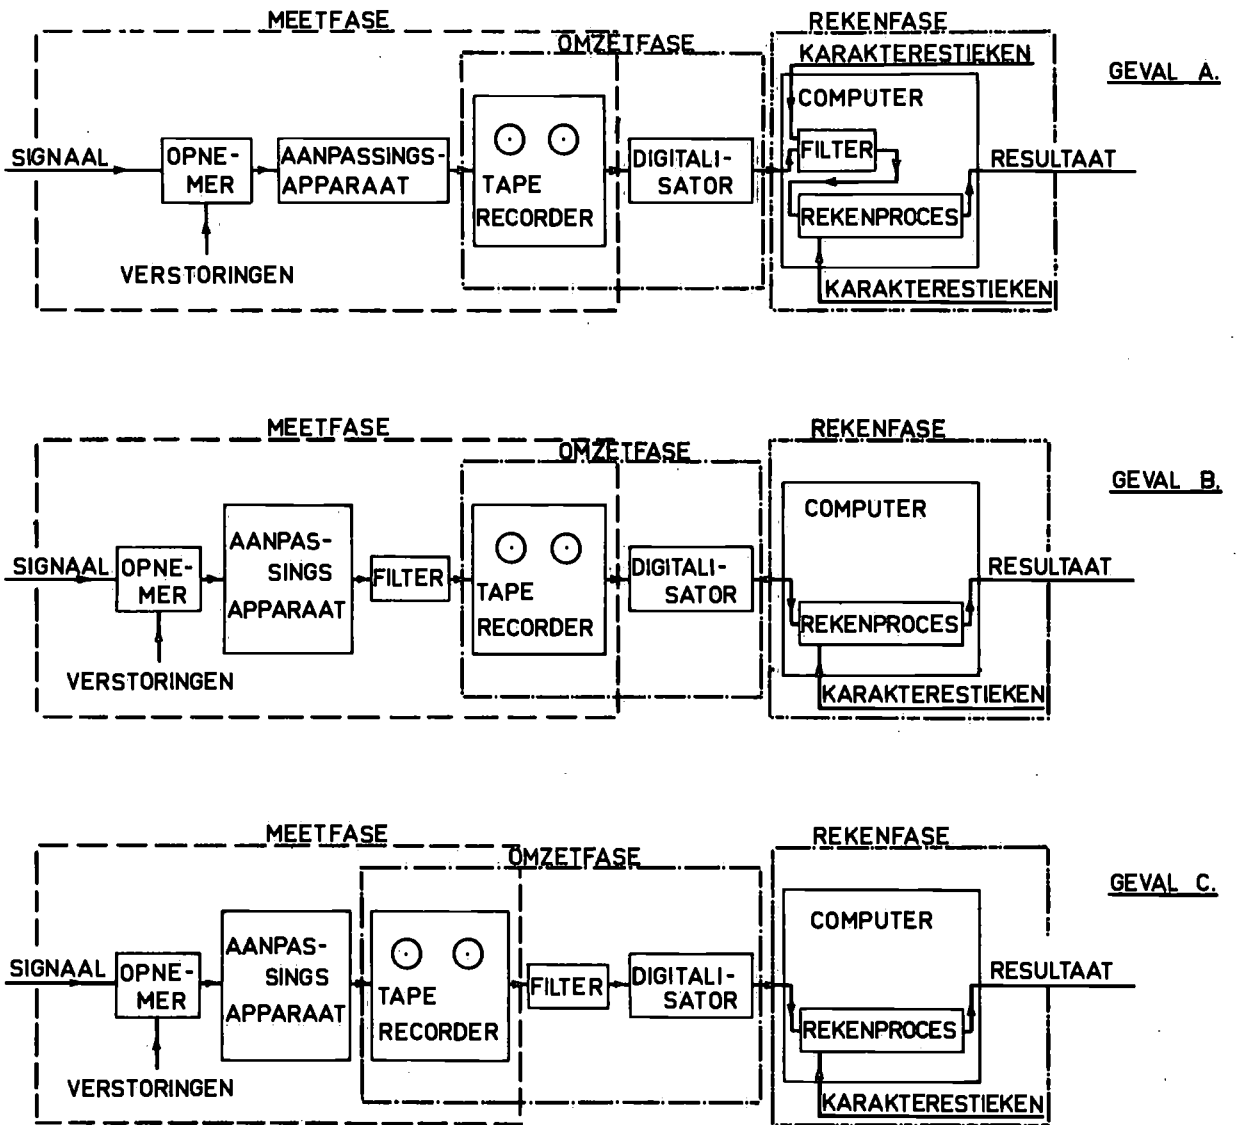 MEETFASE
OMZETFASE
REKENFASE
KARAKTERESTIEKEN
GEVAL A.
COMPUTER
SIGNAAL
OPNE-
MER
AANPASSINGS-
APPARAAT
TAPE
RECORDER
DIGITALI-
SATOR
FILTER
REKENPROCES
RESULTAAT
VERSTORINGEN
KARAKTERESTIEKEN
MEETFASE
OMZETFASE
REKENFASE
GEVAL B.
COMPUTER
SIGNAAL
OPNE-
MER
AANPAS-
SINGS
APPARAAT
FILTER
TAPE
RECORDER
DIGITALI-
SATOR
REKENPROCES
RESULTAAT
VERSTORINGEN
KARAKTERESTIEKEN
MEETFASE
OMZETFASE
REKENFASE
GEVAL C.
COMPUTER
SIGNAAL
OPNE-
MER
AANPAS-
SINGS
APPARAAT
TAPE
RECORDER
FILTER
DIGITALI-
SATOR
REKENPROCES
RESULTAAT
VERSTORINGEN
KARAKTERESTIEKEN